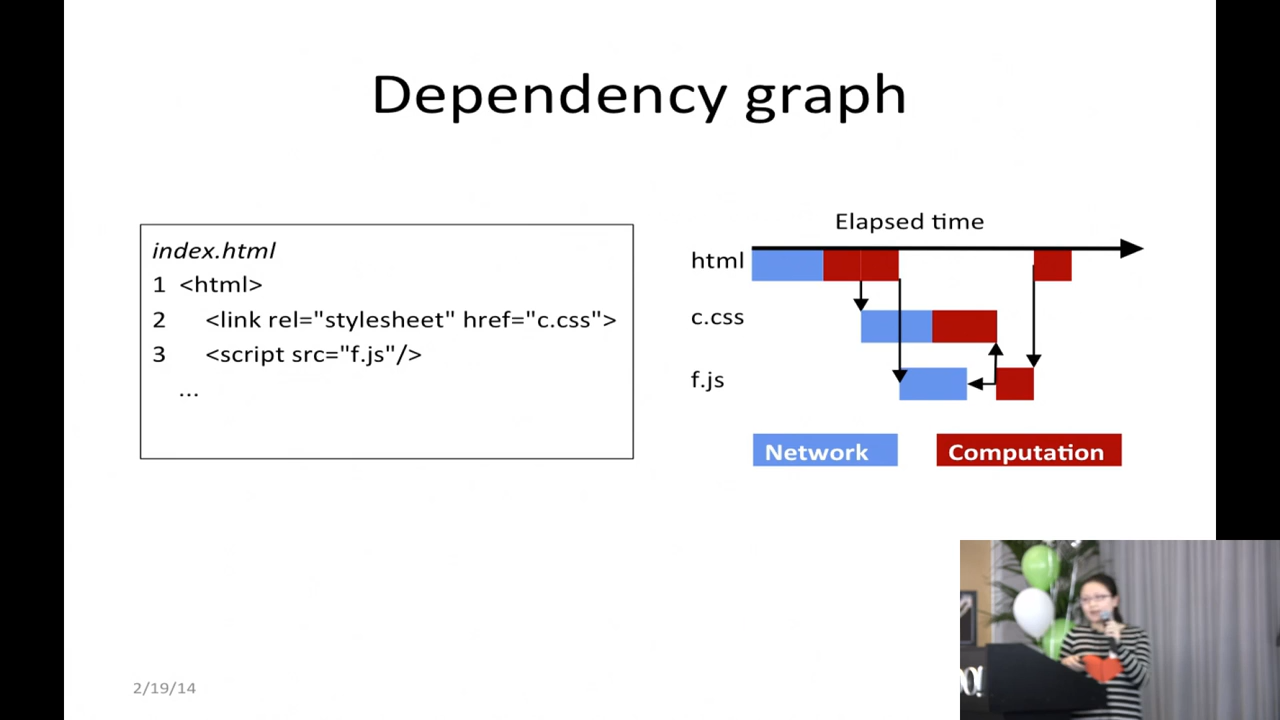 Dependency graph
index.html
1 <html>
2 <link rel="stylesheet" href="c.css">
3 <script src="f.js"/>
...
Elapsed time
html
c.css
f.js
Network
Computation
2/19/14
O!